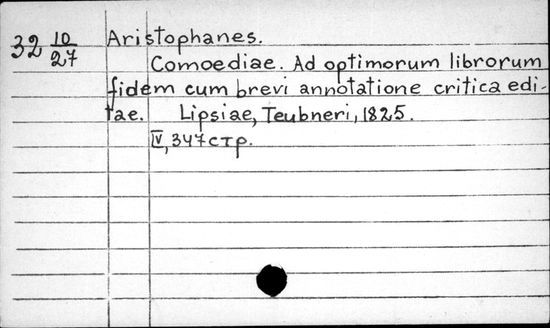 32 10/27 Aristophanes.
Comoediae. Ad optimorum librorum
fidem cum brevi annotatione critica edi-
tae. Lipsiae, Teubneri, 1825.
IV, 347 стр.